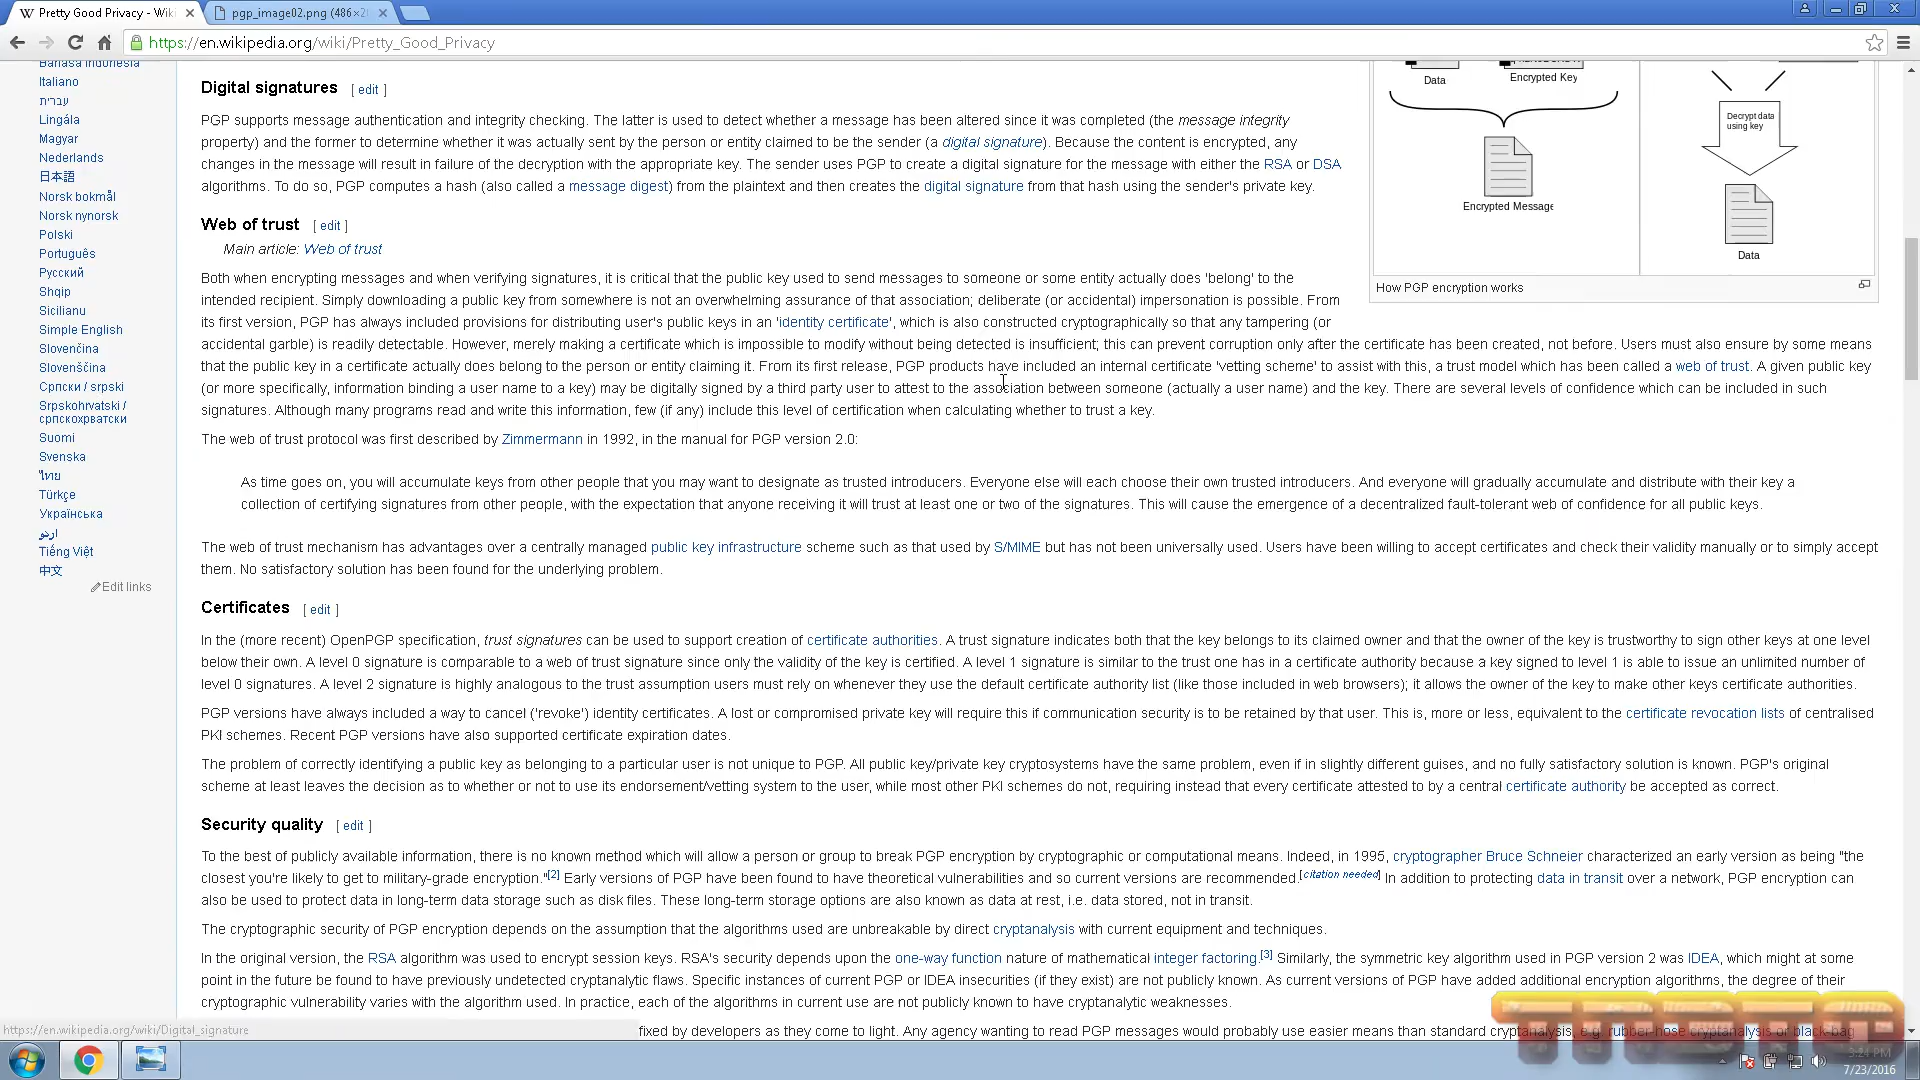 Pretty Good Privacy - Wiki
pgp_image02.png (486×2
https://en.wikipedia.org/wiki/Pretty_Good_Privacy
Bahasa Indonesia
Italiano
עברית
Lingála
Magyar
Nederlands
日本語
Norsk bokmål
Norsk nynorsk
Polski
Português
Русский
Shqip
Sicilianu
Simple English
Slovenčina
Slovenščina
Српски / srpski
Srpskohrvatski /
српскохрватски
Suomi
Svenska
ไทย
Türkçe
Українська
اردو
Tiếng Việt
中文
Edit links
Digital signatures [ edit ]
PGP supports message authentication and integrity checking. The latter is used to detect whether a message has been altered since it was completed (the message integrity
property) and the former to determine whether it was actually sent by the person or entity claimed to be the sender (a digital signature). Because the content is encrypted, any
changes in the message will result in failure of the decryption with the appropriate key. The sender uses PGP to create a digital signature for the message with either the RSA or DSA
algorithms. To do so, PGP computes a hash (also called a message digest) from the plaintext and then creates the digital signature from that hash using the sender's private key.
Web of trust [ edit ]
Main article: Web of trust
Both when encrypting messages and when verifying signatures, it is critical that the public key used to send messages to someone or some entity actually does 'belong' to the
intended recipient. Simply downloading a public key from somewhere is not an overwhelming assurance of that association; deliberate (or accidental) impersonation is possible. From
its first version, PGP has always included provisions for distributing user's public keys in an 'identity certificate', which is also constructed cryptographically so that any tampering (or
accidental garble) is readily detectable. However, merely making a certificate which is impossible to modify without being detected is insufficient; this can prevent corruption only after the certificate has been created, not before. Users must also ensure by some means
that the public key in a certificate actually does belong to the person or entity claiming it. From its first release, PGP products have included an internal certificate 'vetting scheme' to assist with this, a trust model which has been called a web of trust. A given public key
(or more specifically, information binding a user name to a key) may be digitally signed by a third party user to attest to the association between someone (actually a user name) and the key. There are several levels of confidence which can be included in such
signatures. Although many programs read and write this information, few (if any) include this level of certification when calculating whether to trust a key.
The web of trust protocol was first described by Zimmermann in 1992, in the manual for PGP version 2.0:
As time goes on, you will accumulate keys from other people that you may want to designate as trusted introducers. Everyone else will each choose their own trusted introducers. And everyone will gradually accumulate and distribute with their key a
collection of certifying signatures from other people, with the expectation that anyone receiving it will trust at least one or two of the signatures. This will cause the emergence of a decentralized fault-tolerant web of confidence for all public keys.
The web of trust mechanism has advantages over a centrally managed public key infrastructure scheme such as that used by S/MIME but has not been universally used. Users have been willing to accept certificates and check their validity manually or to simply accept
them. No satisfactory solution has been found for the underlying problem.
Certificates [ edit ]
In the (more recent) OpenPGP specification, trust signatures can be used to support creation of certificate authorities. A trust signature indicates both that the key belongs to its claimed owner and that the owner of the key is trustworthy to sign other keys at one level
below their own. A level 0 signature is comparable to a web of trust signature since only the validity of the key is certified. A level 1 signature is similar to the trust one has in a certificate authority because a key signed to level 1 is able to issue an unlimited number of
level 0 signatures. A level 2 signature is highly analogous to the trust assumption users must rely on whenever they use the default certificate authority list (like those included in web browsers); it allows the owner of the key to make other keys certificate authorities.
PGP versions have always included a way to cancel ('revoke') identity certificates. A lost or compromised private key will require this if communication security is to be retained by that user. This is, more or less, equivalent to the certificate revocation lists of centralised
PKI schemes. Recent PGP versions have also supported certificate expiration dates.
The problem of correctly identifying a public key as belonging to a particular user is not unique to PGP. All public key/private key cryptosystems have the same problem, even if in slightly different guises, and no fully satisfactory solution is known. PGP's original
scheme at least leaves the decision as to whether or not to use its endorsement/vetting system to the user, while most other PKI schemes do not, requiring instead that every certificate attested to by a central certificate authority be accepted as correct.
Security quality [ edit ]
To the best of publicly available information, there is no known method which will allow a person or group to break PGP encryption by cryptographic or computational means. Indeed, in 1995, cryptographer Bruce Schneier characterized an early version as being "the
closest you're likely to get to military-grade encryption."[2] Early versions of PGP have been found to have theoretical vulnerabilities and so current versions are recommended.[citation needed] In addition to protecting data in transit over a network, PGP encryption can
also be used to protect data in long-term data storage such as disk files. These long-term storage options are also known as data at rest, i.e. data stored, not in transit.
The cryptographic security of PGP encryption depends on the assumption that the algorithms used are unbreakable by direct cryptanalysis with current equipment and techniques.
In the original version, the RSA algorithm was used to encrypt session keys. RSA's security depends upon the one-way function nature of mathematical integer factoring.[3] Similarly, the symmetric key algorithm used in PGP version 2 was IDEA, which might at some
point in the future be found to have previously undetected cryptanalytic flaws. Specific instances of current PGP or IDEA insecurities (if they exist) are not publicly known. As current versions of PGP have added additional encryption algorithms, the degree of their
cryptographic vulnerability varies with the algorithm used. In practice, each of the algorithms in current use are not publicly known to have cryptanalytic weaknesses.
fixed by developers as they come to light. Any agency wanting to read PGP messages would probably use easier means than standard cryptanalysis, e.g. rubber-hose cryptanalysis or black-bag
Data
Encrypted Key
Encrypted Message
Decrypt data
using key
Data
How PGP encryption works
https://en.wikipedia.org/wiki/Digital_signature
3:24 PM
7/23/2016